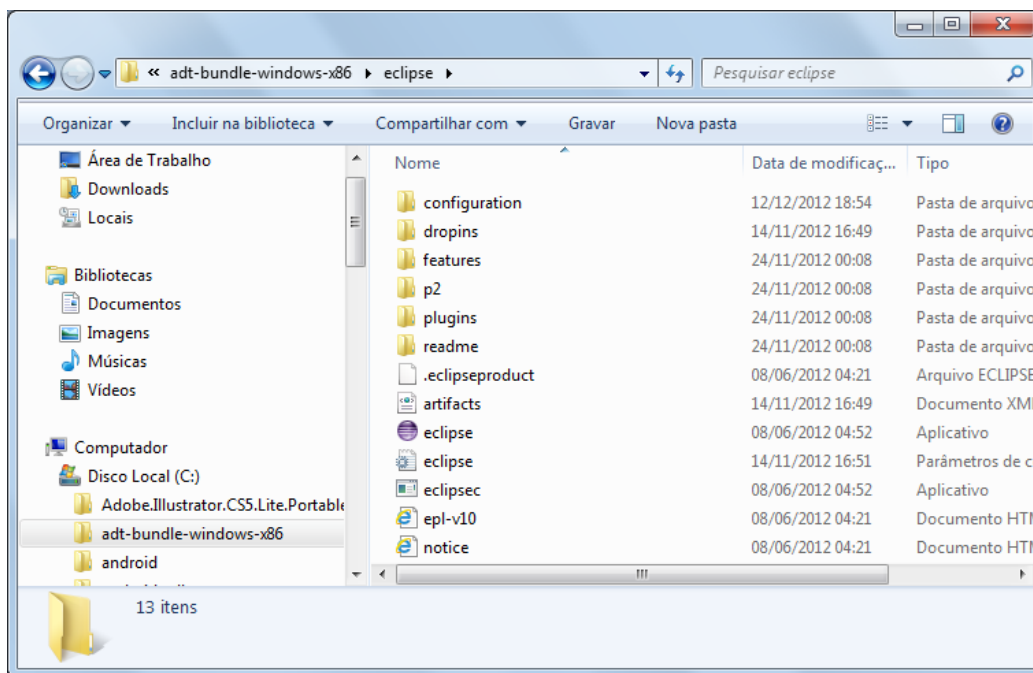 « adt-bundle-windows-x86 eclipse
Pesquisar eclipse
Organizar
Incluir na biblioteca
Compartilhar com
Gravar
Nova pasta
Área de Trabalho
Downloads
Locais
Bibliotecas
Documentos
Imagens
Músicas
Vídeos
Computador
Disco Local (C:)
Adobe.Illustrator.CS5.Lite.Portable
adt-bundle-windows-x86
android
Nome Data de modificaç... Tipo
configuration 12/12/2012 18:54 Pasta de arquivo
dropins 14/11/2012 16:49 Pasta de arquivo
features 24/11/2012 00:08 Pasta de arquivo
p2 24/11/2012 00:08 Pasta de arquivo
plugins 24/11/2012 00:08 Pasta de arquivo
readme 24/11/2012 00:08 Pasta de arquivo
.eclipseproduct 08/06/2012 04:21 Arquivo ECLIPSE
artifacts 14/11/2012 16:49 Documento XM
eclipse 08/06/2012 04:52 Aplicativo
eclipse 14/11/2012 16:51 Parâmetros de c
eclipsec 08/06/2012 04:52 Aplicativo
epl-v10 08/06/2012 04:21 Documento HTM
notice 08/06/2012 04:21 Documento HTM
13 itens